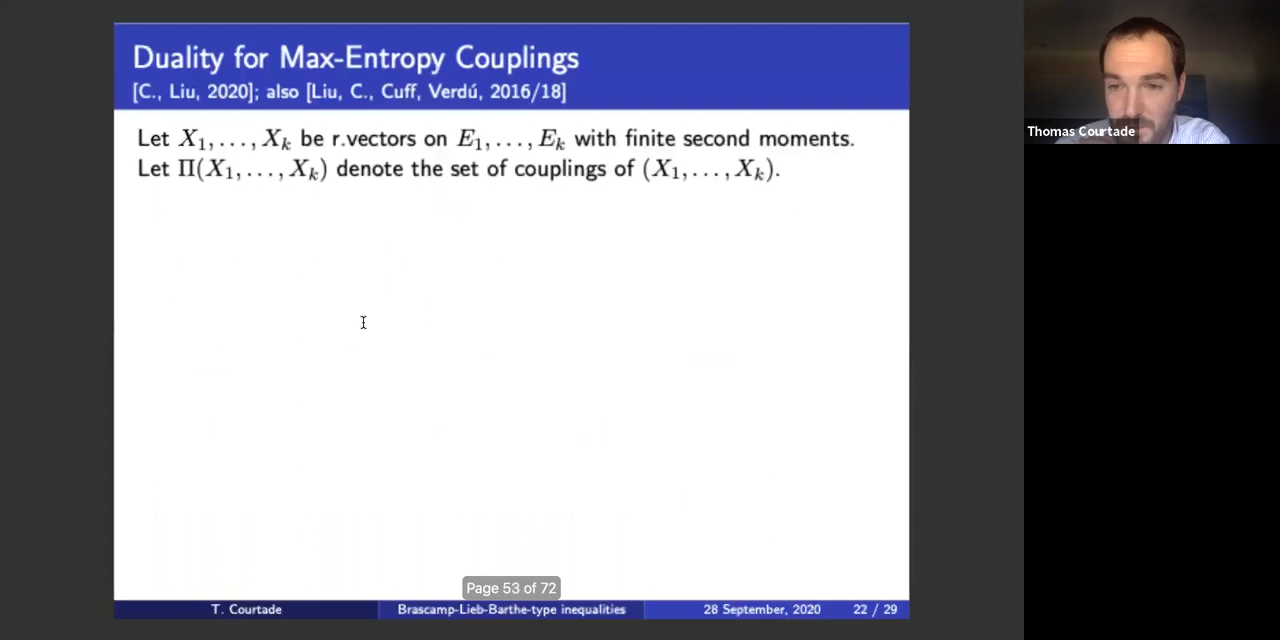 Duality for Max-Entropy Couplings
[C., Liu, 2020]; also [Liu, C., Cuff, Verdú, 2016/18]
Let X₁, . . . , Xₖ be r.vectors on E₁, . . . , Eₖ with finite second moments.
Let Π(X₁, . . . , Xₖ) denote the set of couplings of (X₁, . . . , Xₖ).
Page 53 of 72
T. Courtade
Brascamp-Lieb-Barthe-type inequalities
28 September, 2020
22 / 29
Thomas Courtade